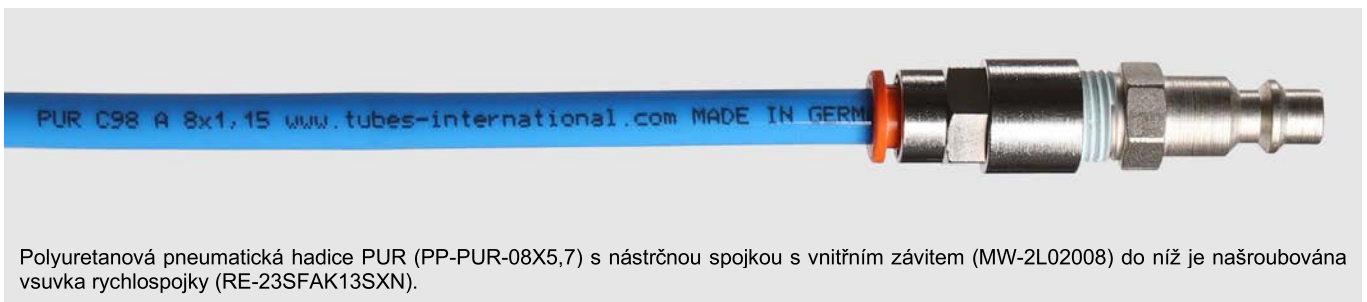 PUR C98 A 8x1,15 www.tubes-international.com MADE IN GERM
Polyuretanová pneumatická hadice PUR (PP-PUR-08X5,7) s nástrčnou spojkou s vnitřním závitem (MW-2L02008) do níž je našroubována
vsuvka rychlospojky (RE-23SFAK13SXN).